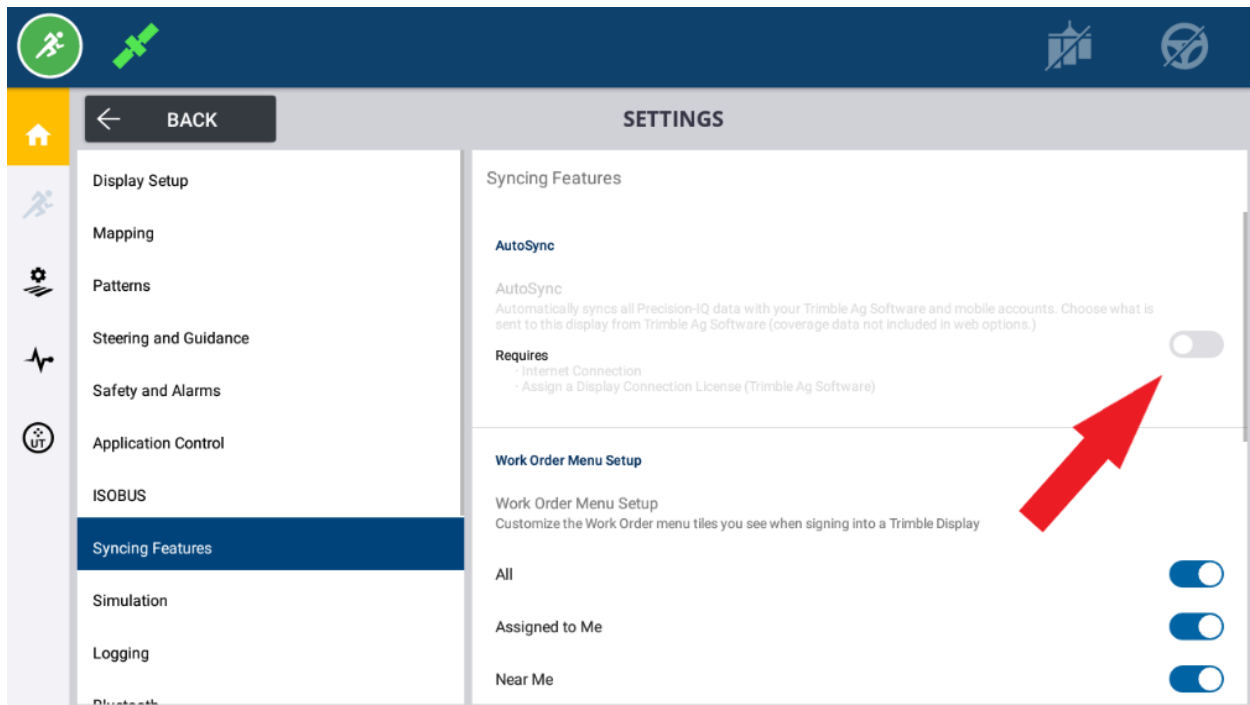 BACK
SETTINGS
Display Setup
Mapping
Patterns
Steering and Guidance
Safety and Alarms
Application Control
ISOBUS
Syncing Features
Simulation
Logging
Bluetooth
UT
Syncing Features
AutoSync
AutoSync
Automatically syncs all Precision-IQ data with your Trimble Ag Software and mobile accounts. Choose what is
sent to this display from Trimble Ag Software (coverage data not included in web options.)
Requires
· Internet Connection
· Assign a Display Connection License (Trimble Ag Software)
Work Order Menu Setup
Work Order Menu Setup
Customize the Work Order menu tiles you see when signing into a Trimble Display
All
Assigned to Me
Near Me